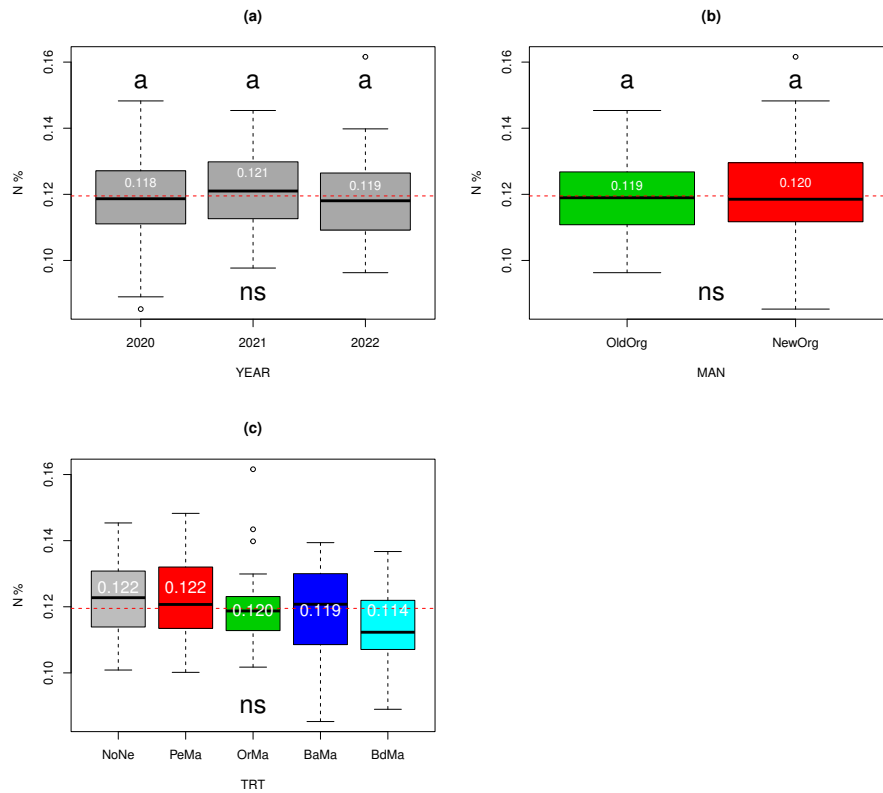 (a)
N %
0.16
0.14
0.12
0.10
a a a
0.118 0.121 0.119
ns
2020 2021 2022
YEAR
(b)
N %
0.16
0.14
0.12
0.10
a a
0.119 0.120
ns
OldOrg NewOrg
MAN
(c)
N %
0.16
0.14
0.12
0.10
0.122 0.122 0.120 0.119 0.114
ns
NoNe PeMa OrMa BaMa BdMa
TRT